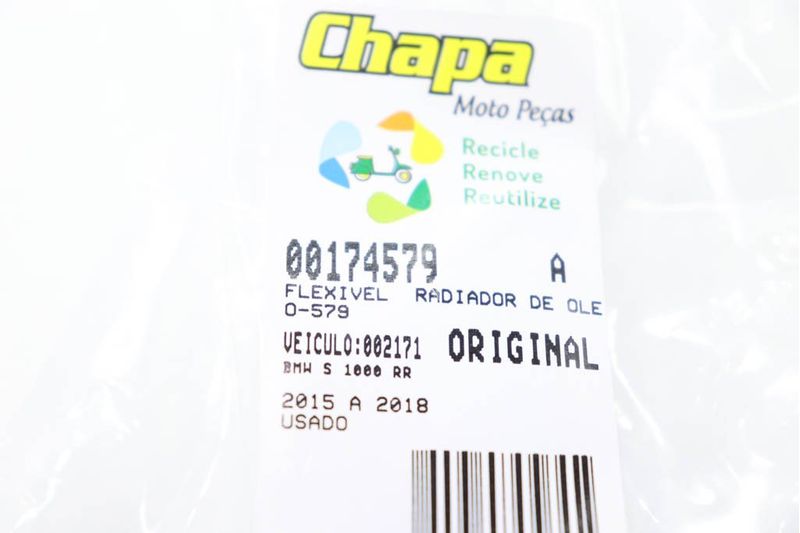 Chapa
Moto Peças
Recicle
Renove
Reutilize
00174579 A
FLEXIVEL RADIADOR DE OLE
O-579
VEICULO:002171 ORIGINAL
BMW S 1000 RR
2015 A 2018
USADO